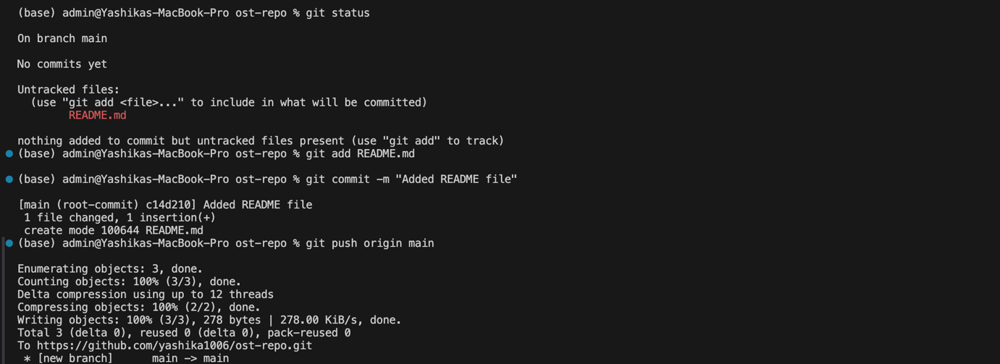 (base) admin@Yashikas-MacBook-Pro ost-repo % git status
On branch main
No commits yet
Untracked files:
  (use "git add <file>..." to include in what will be committed)
        README.md
nothing added to commit but untracked files present (use "git add" to track)
(base) admin@Yashikas-MacBook-Pro ost-repo % git add README.md
(base) admin@Yashikas-MacBook-Pro ost-repo % git commit -m "Added README file"
[main (root-commit) c14d210] Added README file
 1 file changed, 1 insertion(+)
 create mode 100644 README.md
(base) admin@Yashikas-MacBook-Pro ost-repo % git push origin main
Enumerating objects: 3, done.
Counting objects: 100% (3/3), done.
Delta compression using up to 12 threads
Compressing objects: 100% (2/2), done.
Writing objects: 100% (3/3), 278 bytes | 278.00 KiB/s, done.
Total 3 (delta 0), reused 0 (delta 0), pack-reused 0
To https://github.com/yashika1006/ost-repo.git
 * [new branch]      main -> main